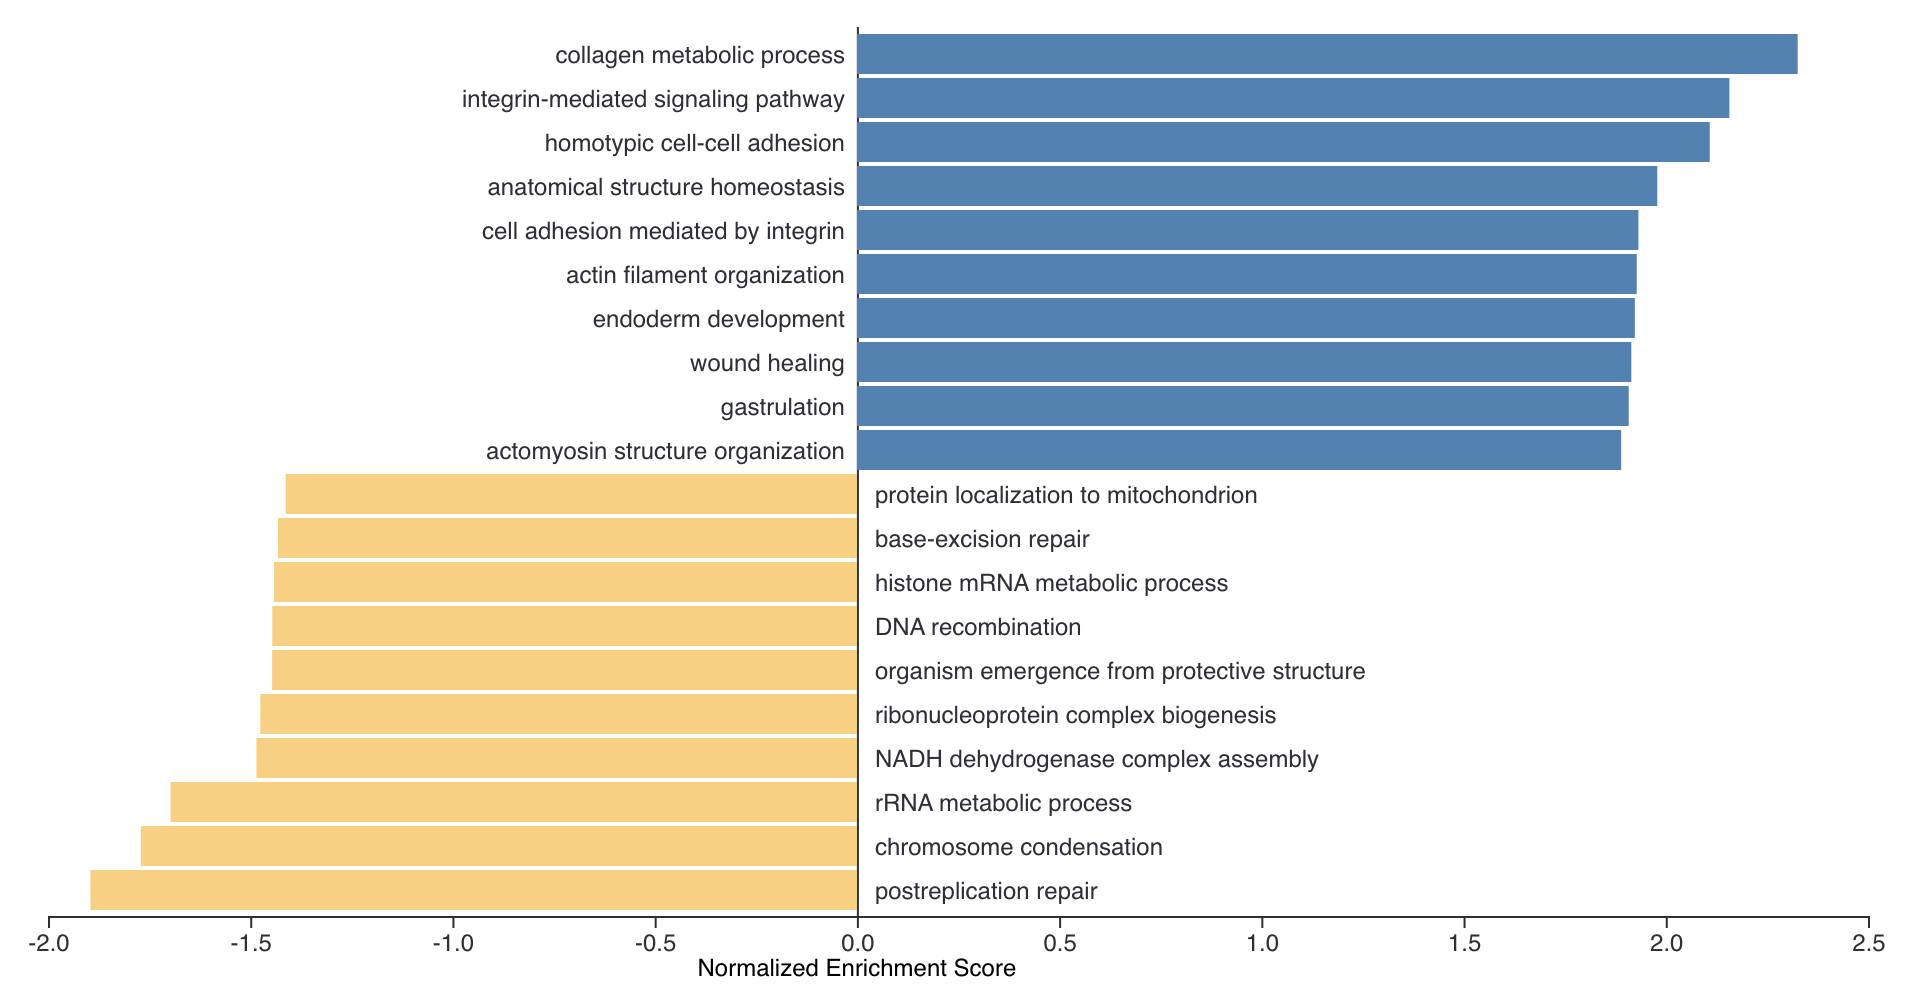 collagen metabolic process
integrin-mediated signaling pathway
homotypic cell-cell adhesion
anatomical structure homeostasis
cell adhesion mediated by integrin
actin filament organization
endoderm development
wound healing
gastrulation
actomyosin structure organization
protein localization to mitochondrion
base-excision repair
histone mRNA metabolic process
DNA recombination
organism emergence from protective structure
ribonucleoprotein complex biogenesis
NADH dehydrogenase complex assembly
rRNA metabolic process
chromosome condensation
postreplication repair
-2.0 -1.5 -1.0 -0.5 0.0 0.5 1.0 1.5 2.0 2.5
Normalized Enrichment Score